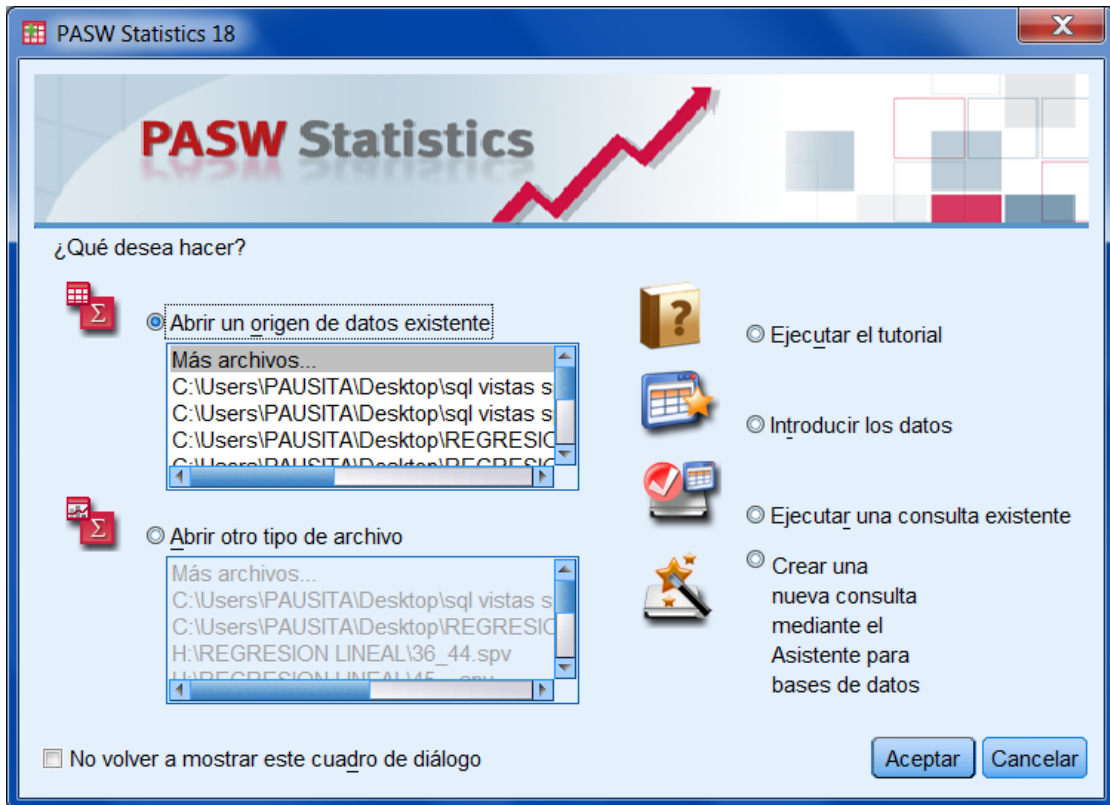 PASW Statistics 18
PASW Statistics
¿Qué desea hacer?
Abrir un origen de datos existente
Más archivos...
C:\Users\PAUSITA\Desktop\sql vistas s
C:\Users\PAUSITA\Desktop\sql vistas s
C:\Users\PAUSITA\Desktop\REGRESIO
C:\Users\PAUSITA\Desktop\REGRESIO
Abrir otro tipo de archivo
Más archivos...
C:\Users\PAUSITA\Desktop\sql vistas s
C:\Users\PAUSITA\Desktop\REGRESIO
H:\REGRESION LINEAL\36_44.spv
Ejecutar el tutorial
Introducir los datos
Ejecutar una consulta existente
Crear una
nueva consulta
mediante el
Asistente para
bases de datos
No volver a mostrar este cuadro de diálogo
Aceptar
Cancelar